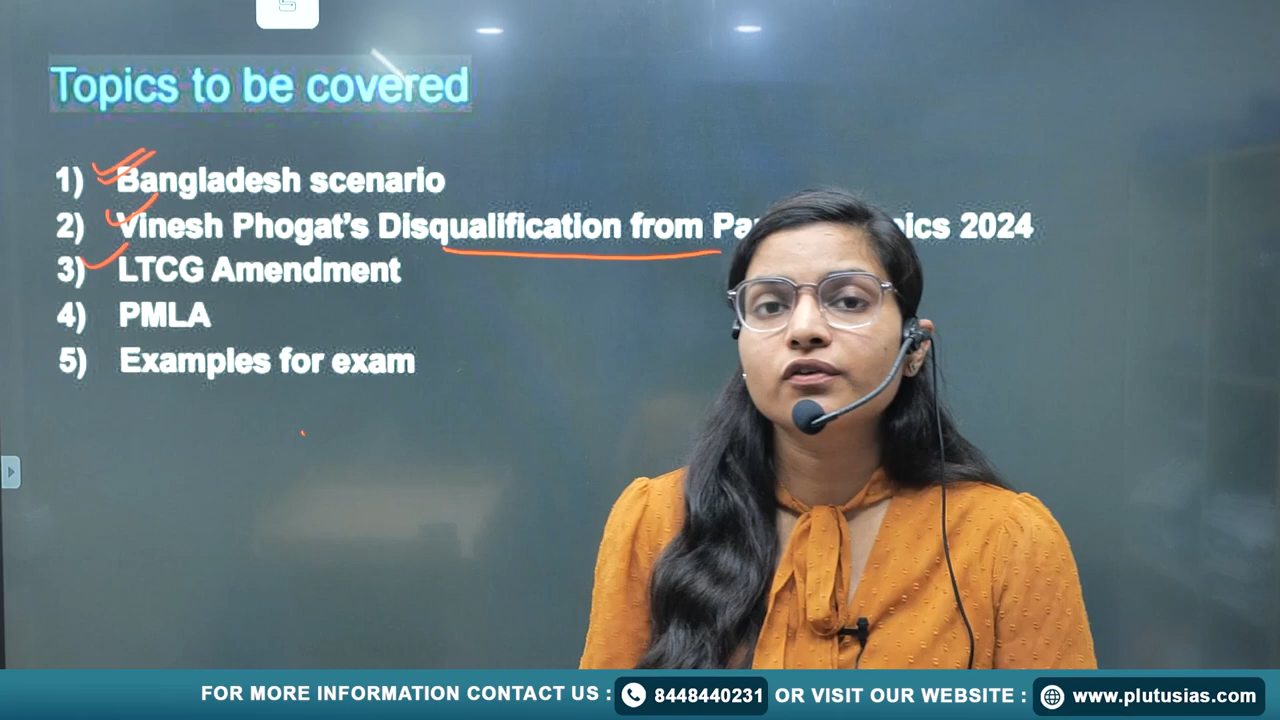 Topics to be covered
1) Bangladesh scenario
2) Vinesh Phogat's Disqualification from 2024
3) LTCG Amendment
4) PMLA
5) Examples for exam
FOR MORE INFORMATION CONTACT US : 8448440231 OR VISIT OUR WEBSITE : www.plutusias.com